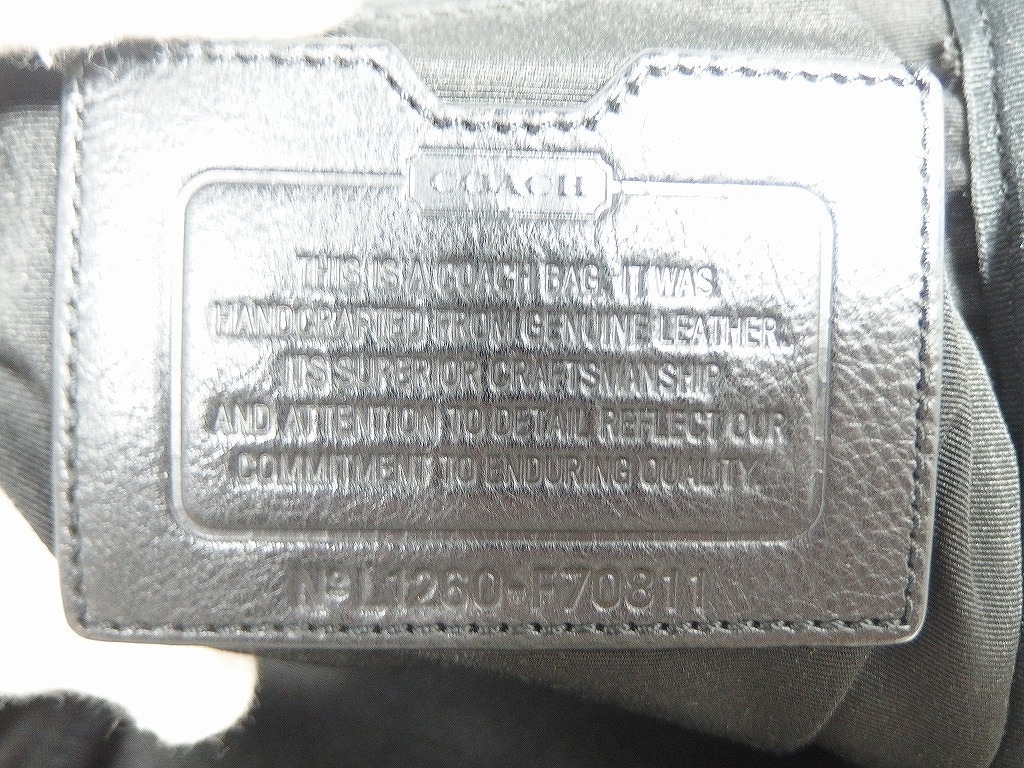 COACH
THIS IS A COACH BAG. IT WAS
HANDCRAFTED FROM GENUINE LEATHER.
ITS SUPERIOR CRAFTSMANSHIP
AND ATTENTION TO DETAIL REFLECT OUR
COMMITMENT TO ENDURING QUALITY.
Nº L1260-F70811